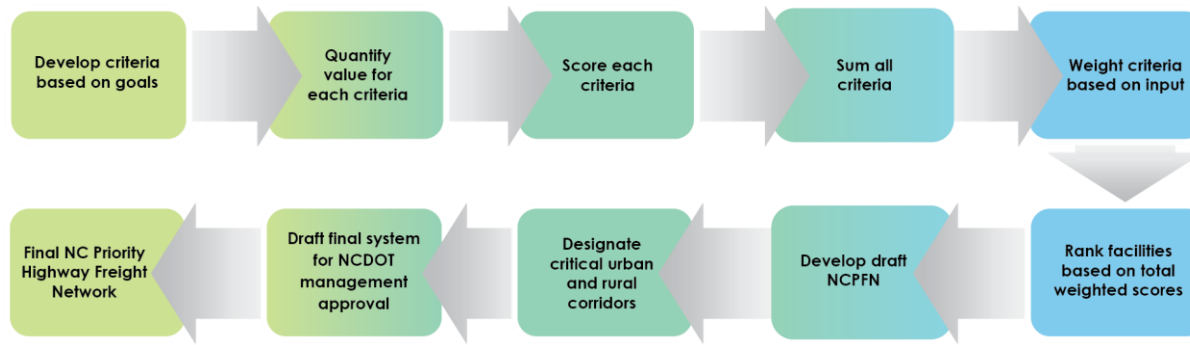 Develop criteria
based on goals
Quantify
value for
each criteria
Score each
criteria
Sum all
criteria
Weight criteria
based on input
Rank facilities
based on total
weighted scores
Develop draft
NCPFN
Designate
critical urban
and rural
corridors
Draft final system
for NCDOT
management
approval
Final NC Priority
Highway Freight
Network